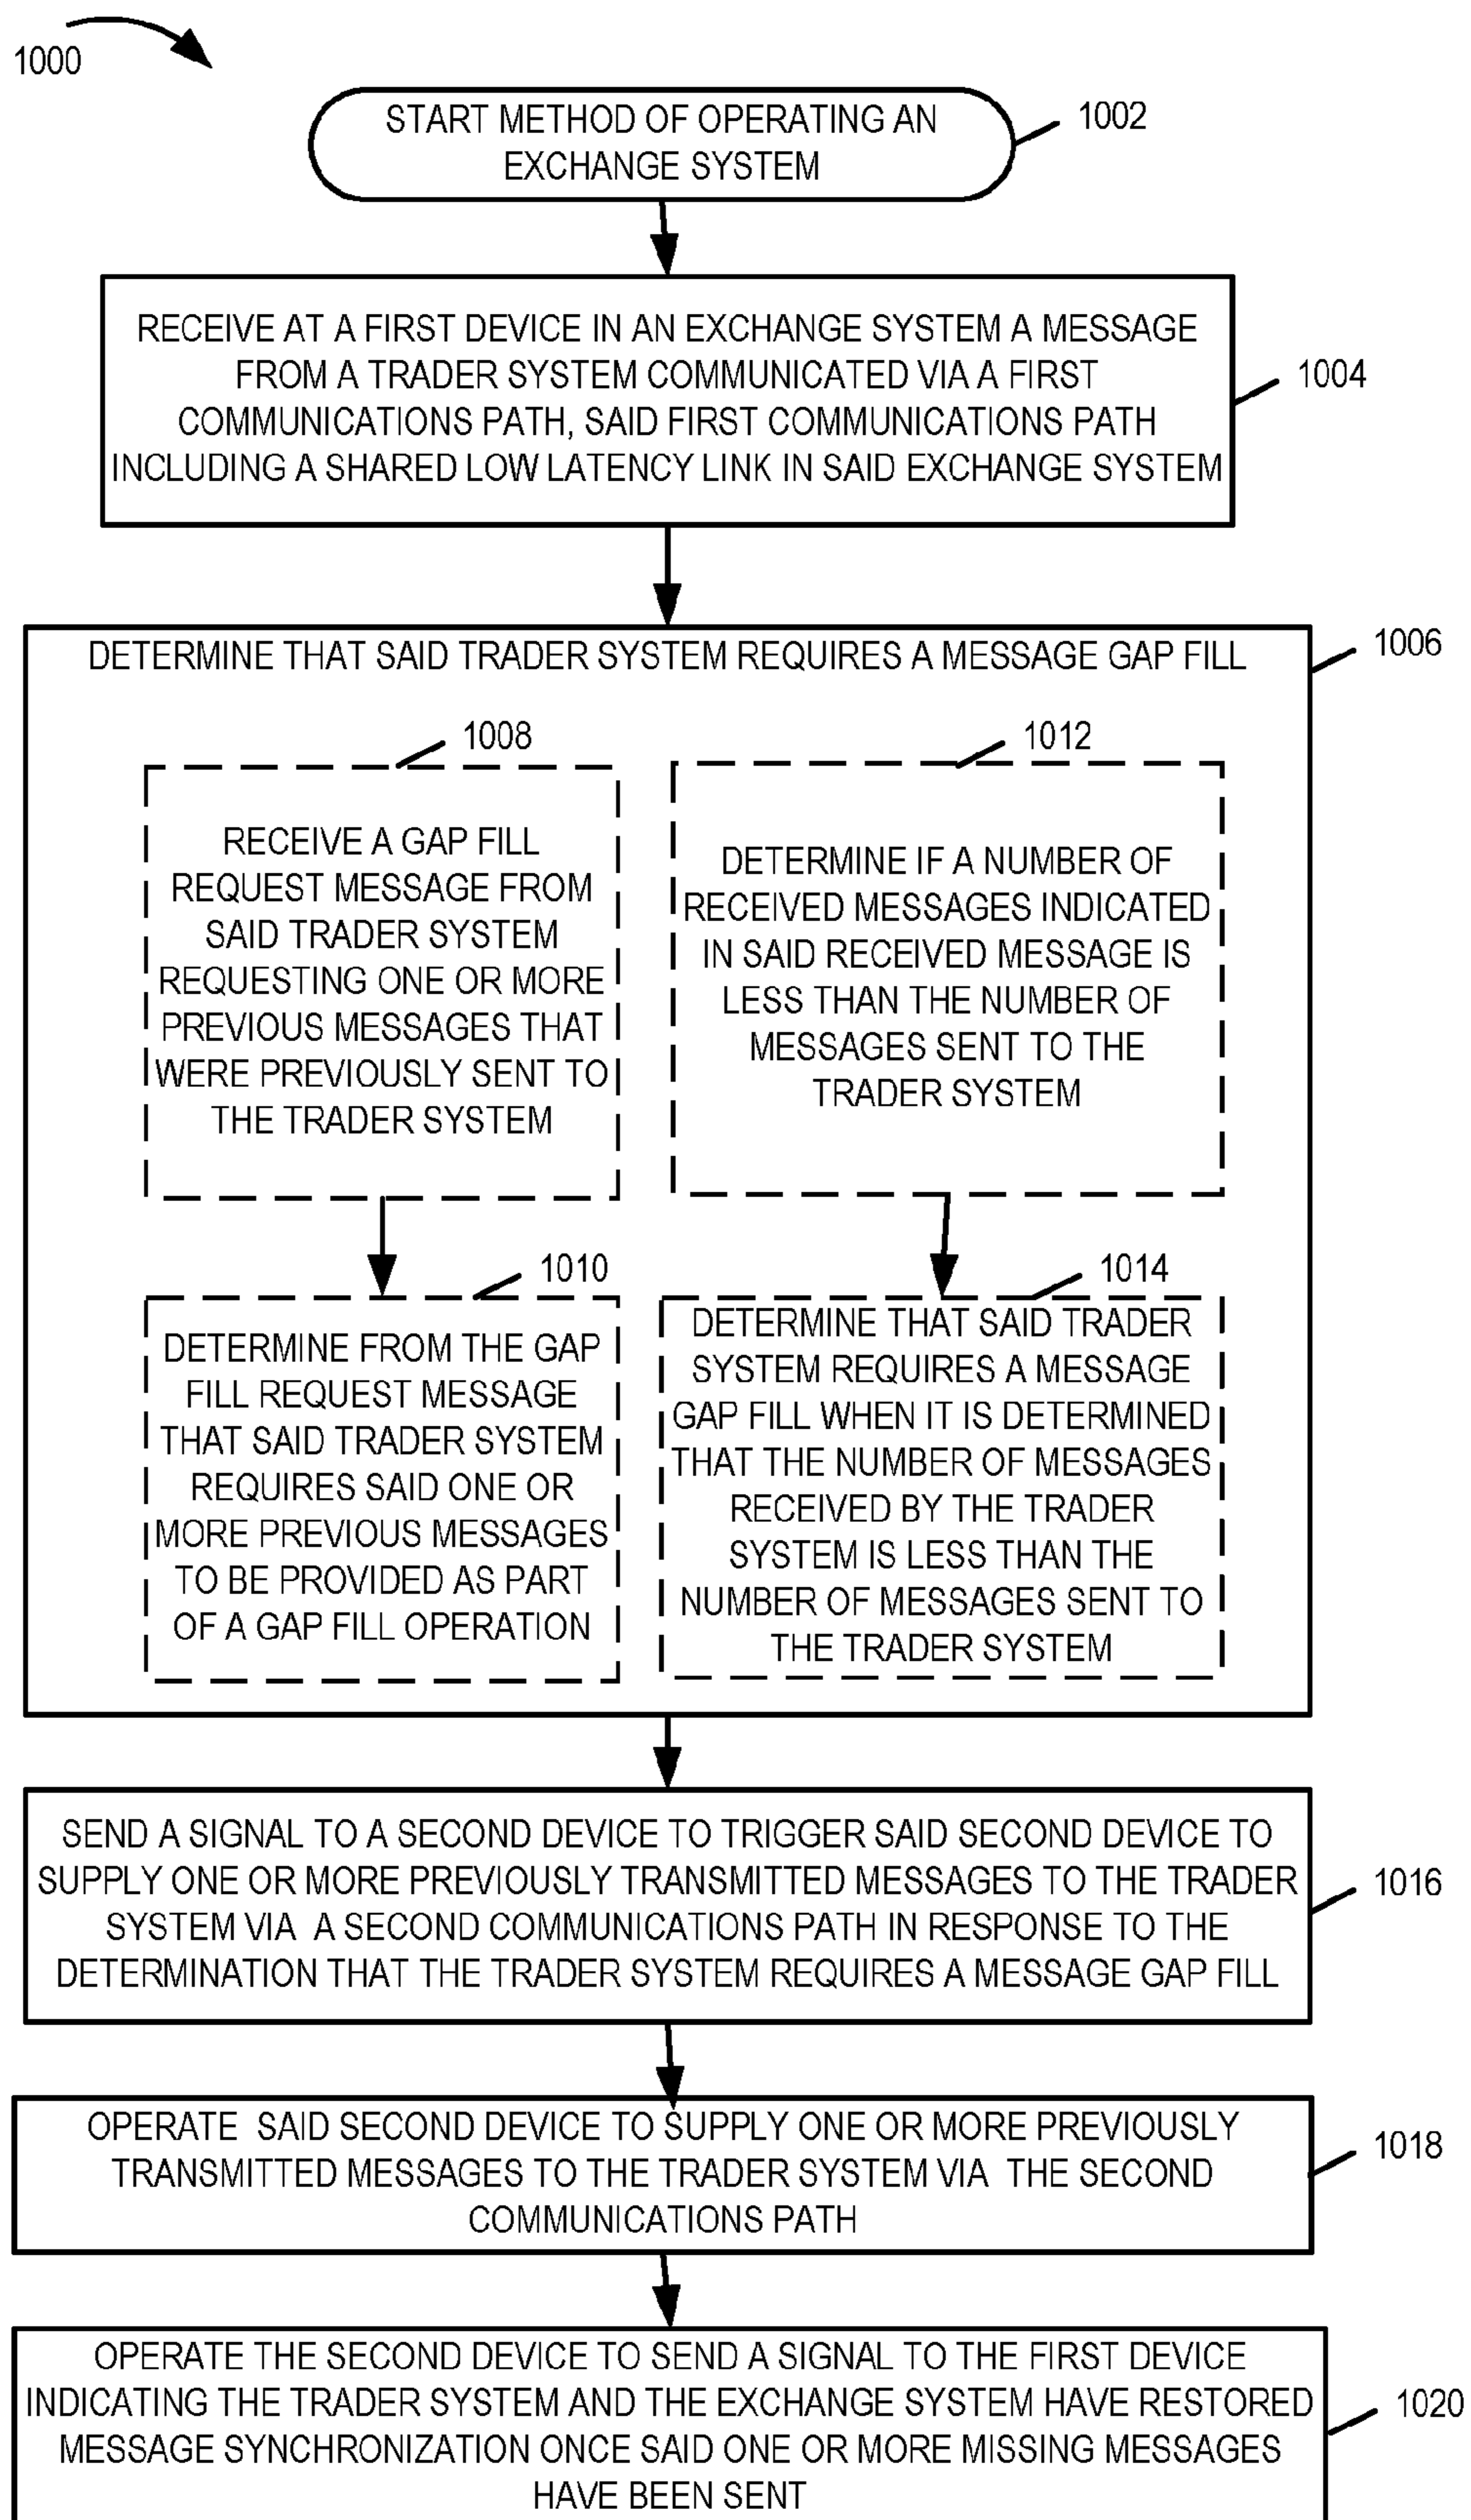 1000
START METHOD OF OPERATING AN
EXCHANGE SYSTEM
1002
RECEIVE AT A FIRST DEVICE IN AN EXCHANGE SYSTEM A MESSAGE
FROM A TRADER SYSTEM COMMUNICATED VIA A FIRST
COMMUNICATIONS PATH, SAID FIRST COMMUNICATIONS PATH
INCLUDING A SHARED LOW LATENCY LINK IN SAID EXCHANGE SYSTEM
1004
DETERMINE THAT SAID TRADER SYSTEM REQUIRES A MESSAGE GAP FILL
1006
1008
RECEIVE A GAP FILL
REQUEST MESSAGE FROM
SAID TRADER SYSTEM
REQUESTING ONE OR MORE
PREVIOUS MESSAGES THAT
WERE PREVIOUSLY SENT TO
THE TRADER SYSTEM
1010
DETERMINE FROM THE GAP
FILL REQUEST MESSAGE
THAT SAID TRADER SYSTEM
REQUIRES SAID ONE OR
MORE PREVIOUS MESSAGES
TO BE PROVIDED AS PART
OF A GAP FILL OPERATION
1012
DETERMINE IF A NUMBER OF
RECEIVED MESSAGES INDICATED
IN SAID RECEIVED MESSAGE IS
LESS THAN THE NUMBER OF
MESSAGES SENT TO THE
TRADER SYSTEM
1014
DETERMINE THAT SAID TRADER
SYSTEM REQUIRES A MESSAGE
GAP FILL WHEN IT IS DETERMINED
THAT THE NUMBER OF MESSAGES
RECEIVED BY THE TRADER
SYSTEM IS LESS THAN THE
NUMBER OF MESSAGES SENT TO
THE TRADER SYSTEM
SEND A SIGNAL TO A SECOND DEVICE TO TRIGGER SAID SECOND DEVICE TO
SUPPLY ONE OR MORE PREVIOUSLY TRANSMITTED MESSAGES TO THE TRADER
SYSTEM VIA A SECOND COMMUNICATIONS PATH IN RESPONSE TO THE
DETERMINATION THAT THE TRADER SYSTEM REQUIRES A MESSAGE GAP FILL
1016
OPERATE SAID SECOND DEVICE TO SUPPLY ONE OR MORE PREVIOUSLY
TRANSMITTED MESSAGES TO THE TRADER SYSTEM VIA THE SECOND
COMMUNICATIONS PATH
1018
OPERATE THE SECOND DEVICE TO SEND A SIGNAL TO THE FIRST DEVICE
INDICATING THE TRADER SYSTEM AND THE EXCHANGE SYSTEM HAVE RESTORED
MESSAGE SYNCHRONIZATION ONCE SAID ONE OR MORE MISSING MESSAGES
HAVE BEEN SENT
1020